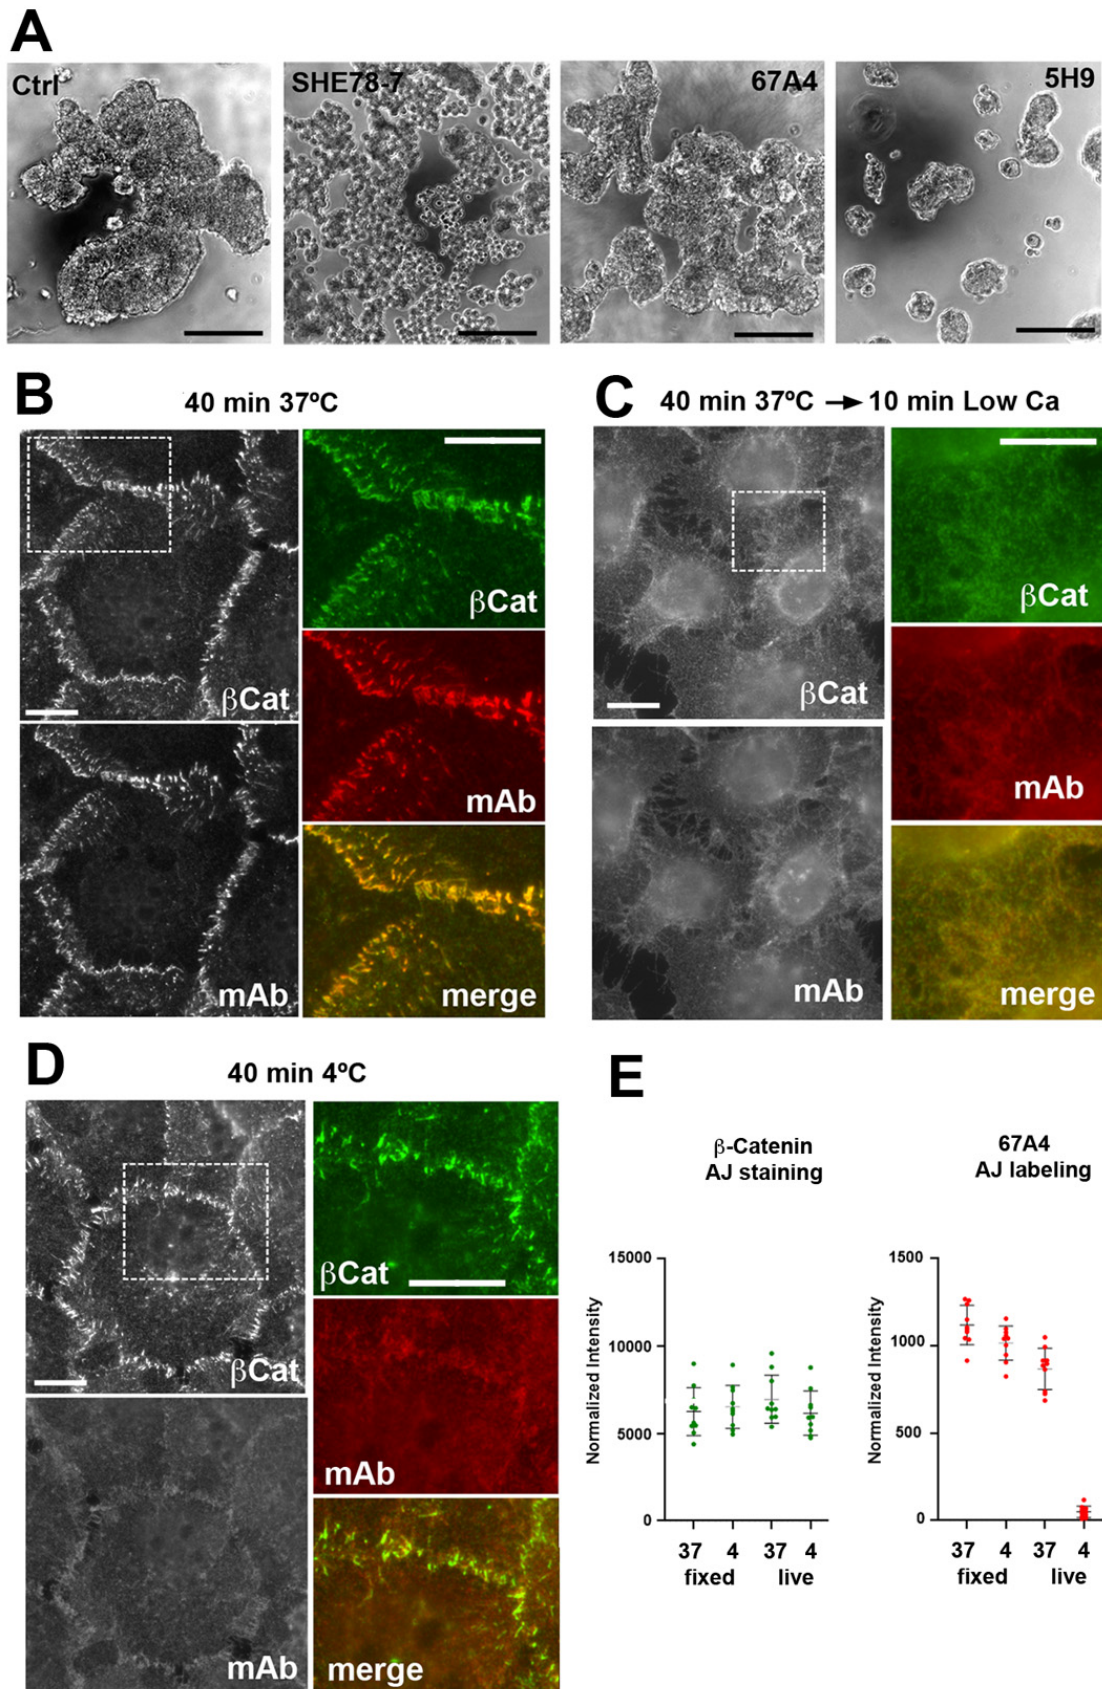 A
Ctrl
SHE78-7
67A4
5H9
B
40 min 37ºC
βCat
mAb
βCat
mAb
merge
C
40 min 37ºC → 10 min Low Ca
βCat
mAb
βCat
mAb
merge
D
40 min 4ºC
βCat
mAb
βCat
mAb
merge
E
β-Catenin
AJ staining
Normalized Intensity
15000
10000
5000
0
37 4 37 4
fixed live
67A4
AJ labeling
Normalized Intensity
1500
1000
500
0
37 4 37 4
fixed live